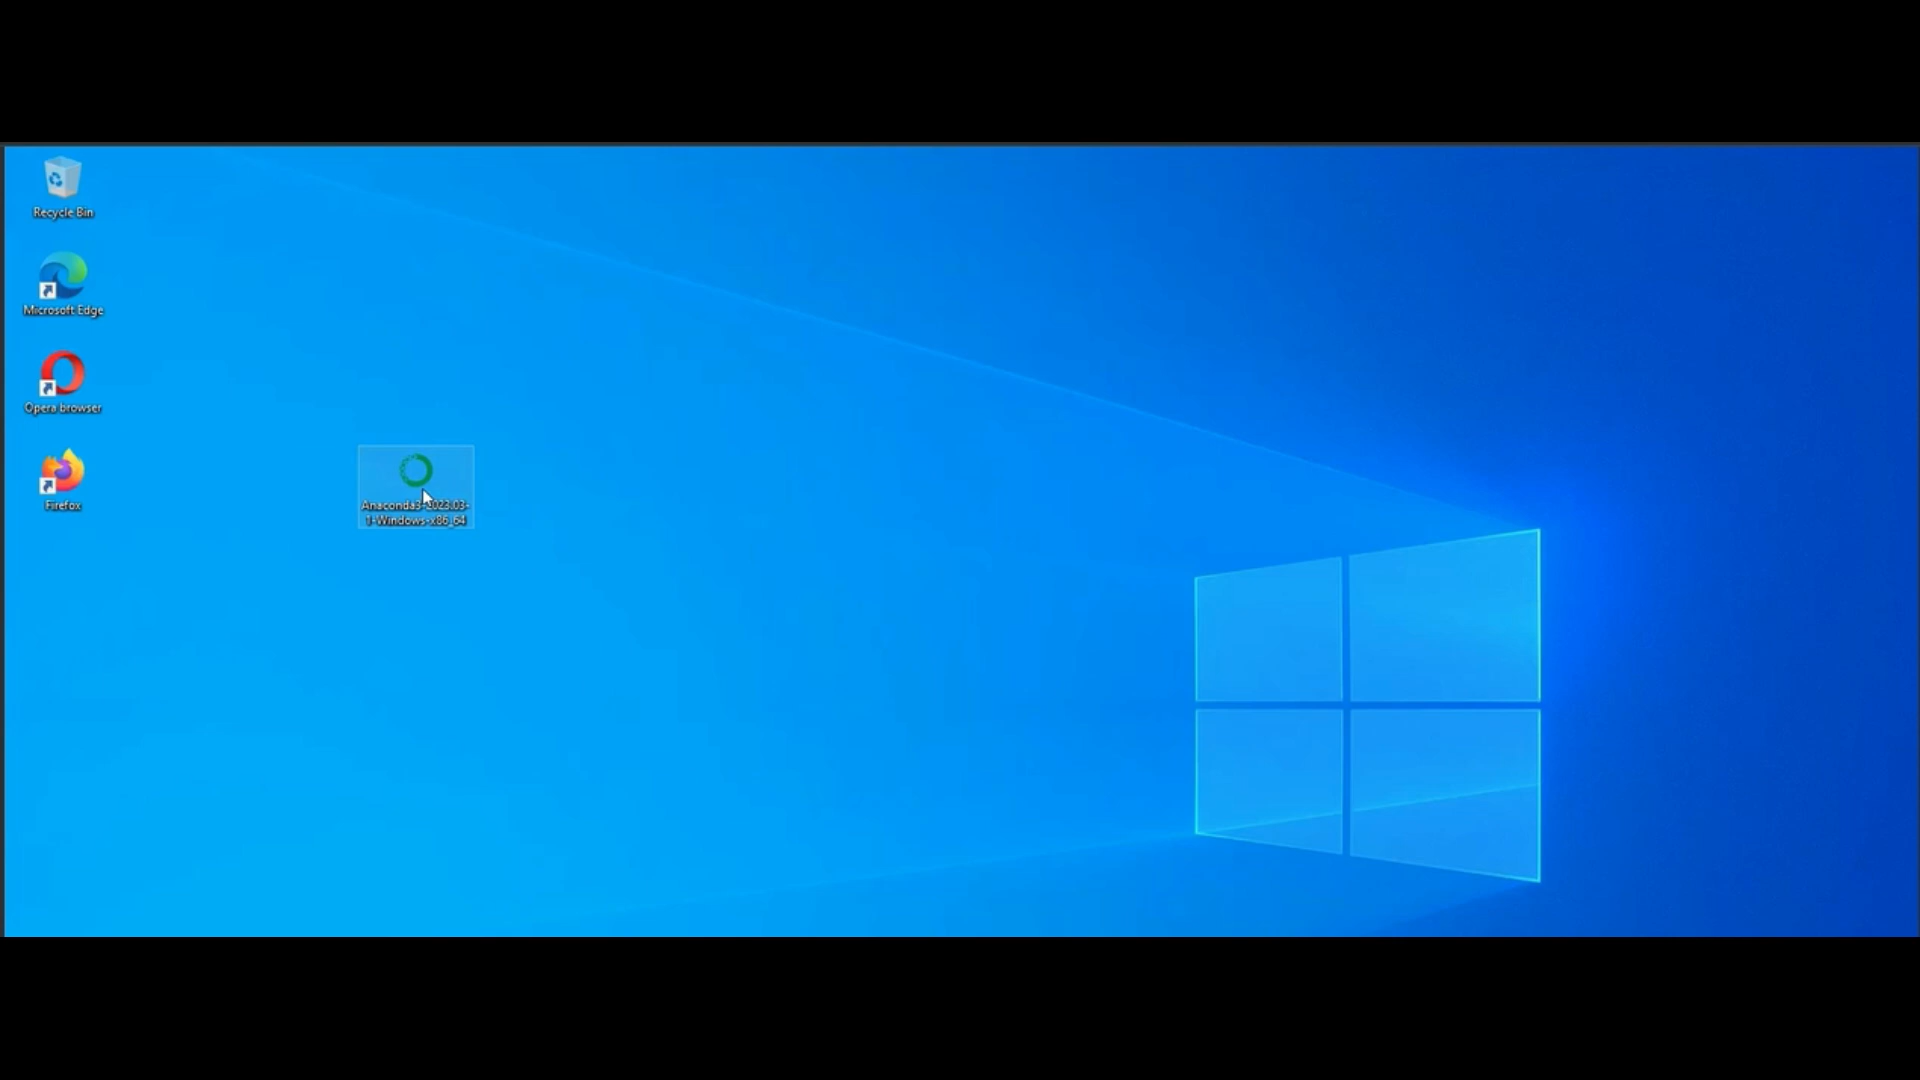 Recycle Bin
Microsoft Edge
Opera browser
Firefox
Anaconda3-2023.03-
1-Windows-x86_64